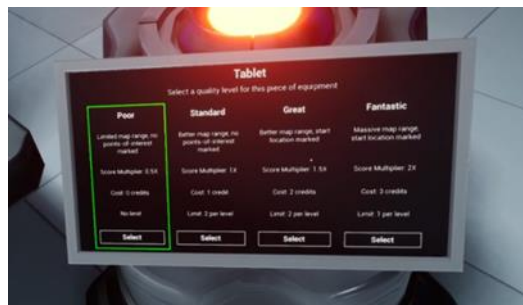 Tablet
Select a quality level for this piece of equipment
Poor
Limited map range, no
points-of-interest
marked
Score Multiplier: 0.5X
Cost: 0 credits
No limit
Select
Standard
Better map range, no
points-of-interest
marked
Score Multiplier: 1X
Cost: 1 credit
Limit: 3 per level
Select
Great
Better map range, start
location marked
Score Multiplier: 1.5X
Cost: 2 credits
Limit: 2 per level
Select
Fantastic
Massive map range,
start location marked
Score Multiplier: 2X
Cost: 3 credits
Limit: 1 per level
Select